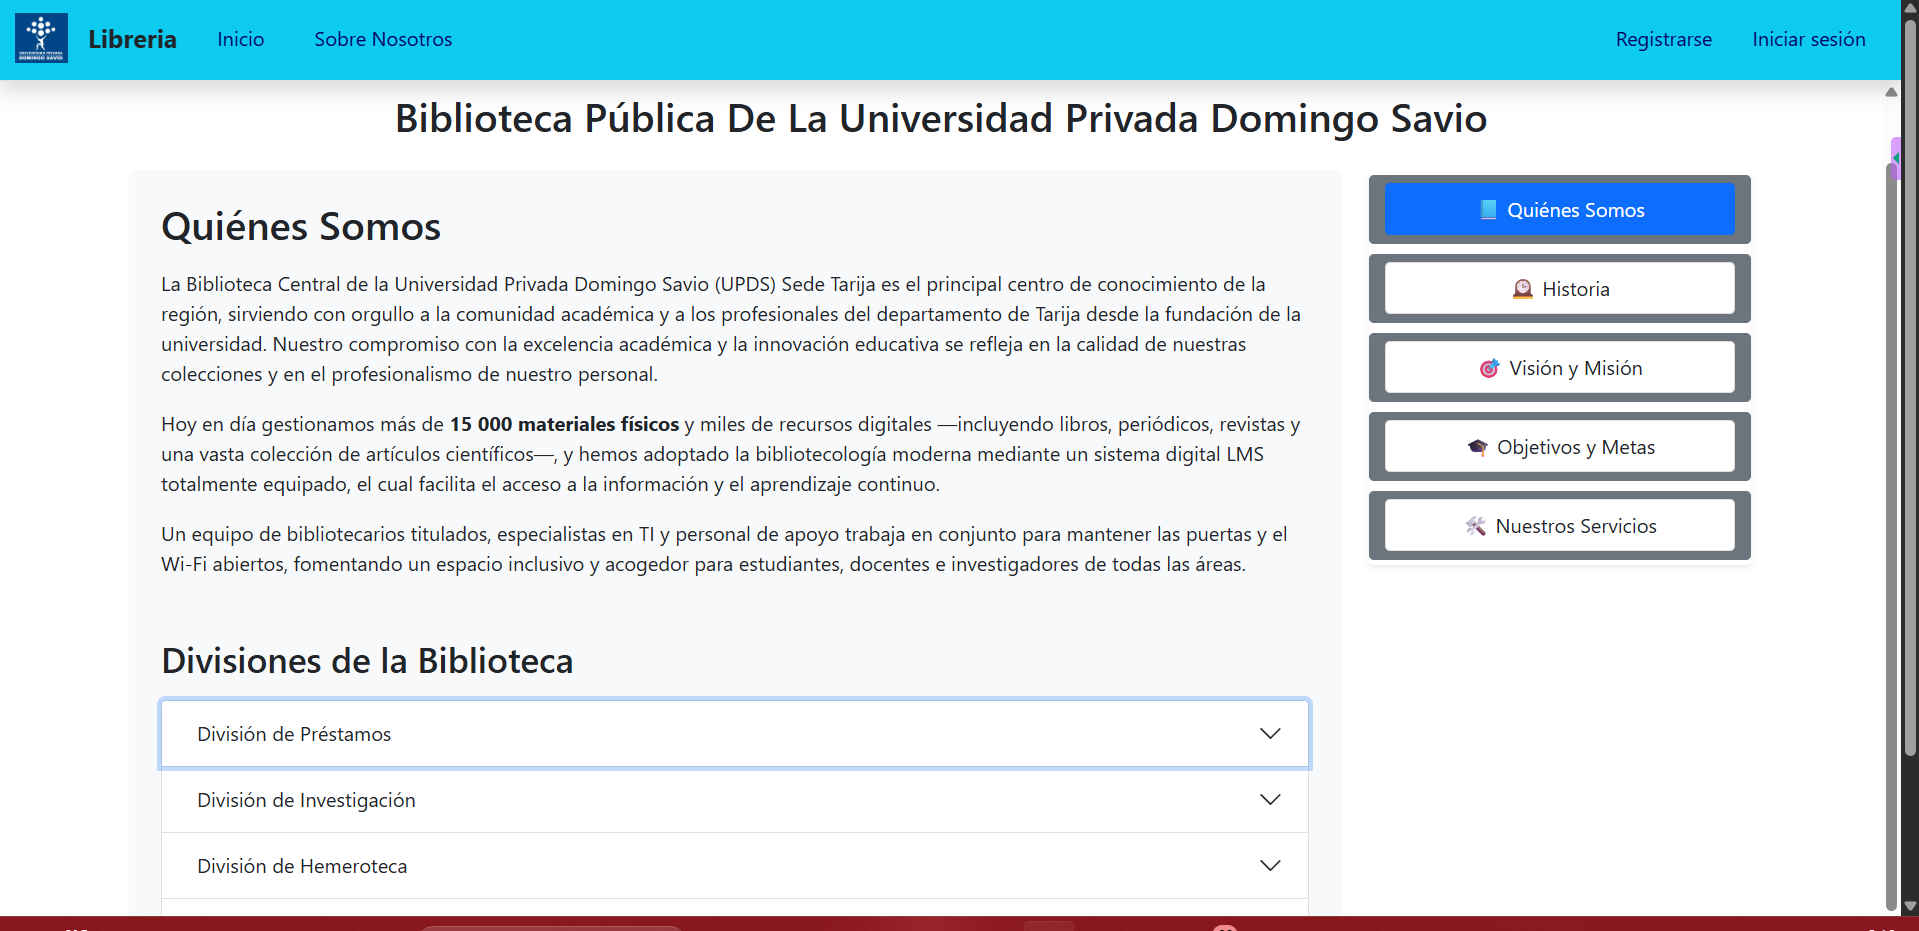 Libreria
Inicio
Sobre Nosotros
Registrarse
Iniciar sesión
UNIVERSIDAD PRIVADA
DOMINGO SAVIO
Biblioteca Pública De La Universidad Privada Domingo Savio
Quiénes Somos
La Biblioteca Central de la Universidad Privada Domingo Savio (UPDS) Sede Tarija es el principal centro de conocimiento de la
región, sirviendo con orgullo a la comunidad académica y a los profesionales del departamento de Tarija desde la fundación de la
universidad. Nuestro compromiso con la excelencia académica y la innovación educativa se refleja en la calidad de nuestras
colecciones y en el profesionalismo de nuestro personal.
Hoy en día gestionamos más de 15 000 materiales físicos y miles de recursos digitales —incluyendo libros, periódicos, revistas y
una vasta colección de artículos científicos—, y hemos adoptado la bibliotecología moderna mediante un sistema digital LMS
totalmente equipado, el cual facilita el acceso a la información y el aprendizaje continuo.
Un equipo de bibliotecarios titulados, especialistas en TI y personal de apoyo trabaja en conjunto para mantener las puertas y el
Wi-Fi abiertos, fomentando un espacio inclusivo y acogedor para estudiantes, docentes e investigadores de todas las áreas.
Divisiones de la Biblioteca
División de Préstamos
División de Investigación
División de Hemeroteca
Quiénes Somos
Historia
Visión y Misión
Objetivos y Metas
Nuestros Servicios